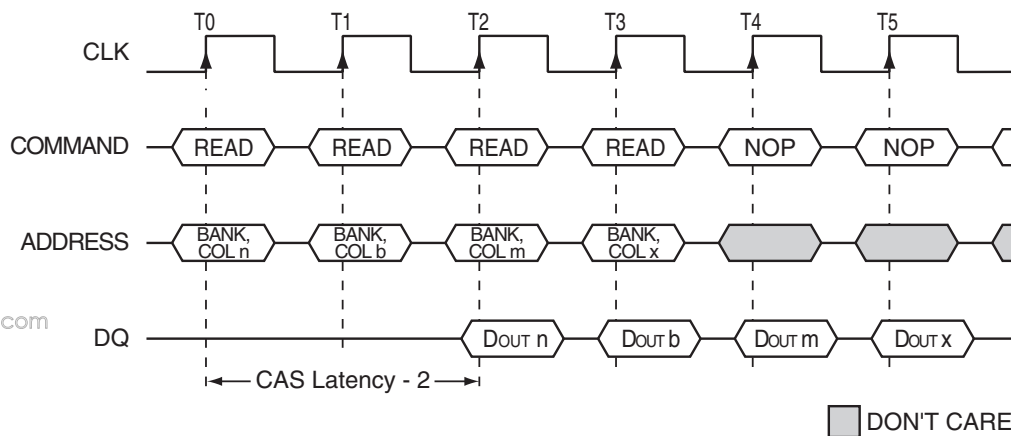 T0 T1 T2 T3 T4 T5
CLK
COMMAND READ READ READ READ NOP NOP
ADDRESS BANK, COL n BANK, COL b BANK, COL m BANK, COL x
com
DQ DOUT n DOUT b DOUT m DOUT x
CAS Latency - 2
DON'T CARE